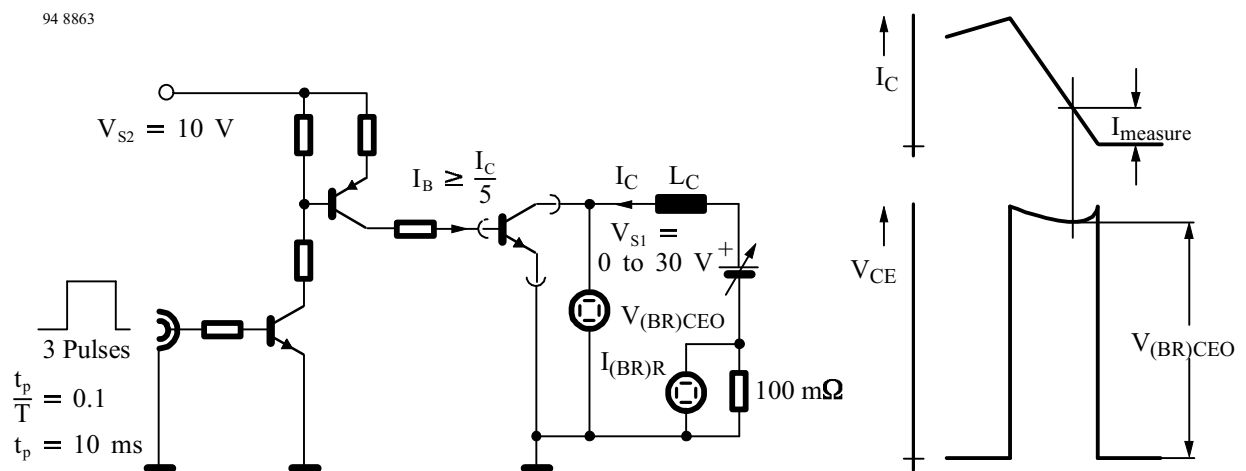 94 8863
V_S2 = 10 V
I_B ≥ I_C/5
I_C
L_C
V_S1 =
0 to 30 V
+
V_(BR)CEO
I_(BR)R
100 mΩ
3 Pulses
t_p/T = 0.1
t_p = 10 ms
I_C
I_measure
V_CE
V_(BR)CEO